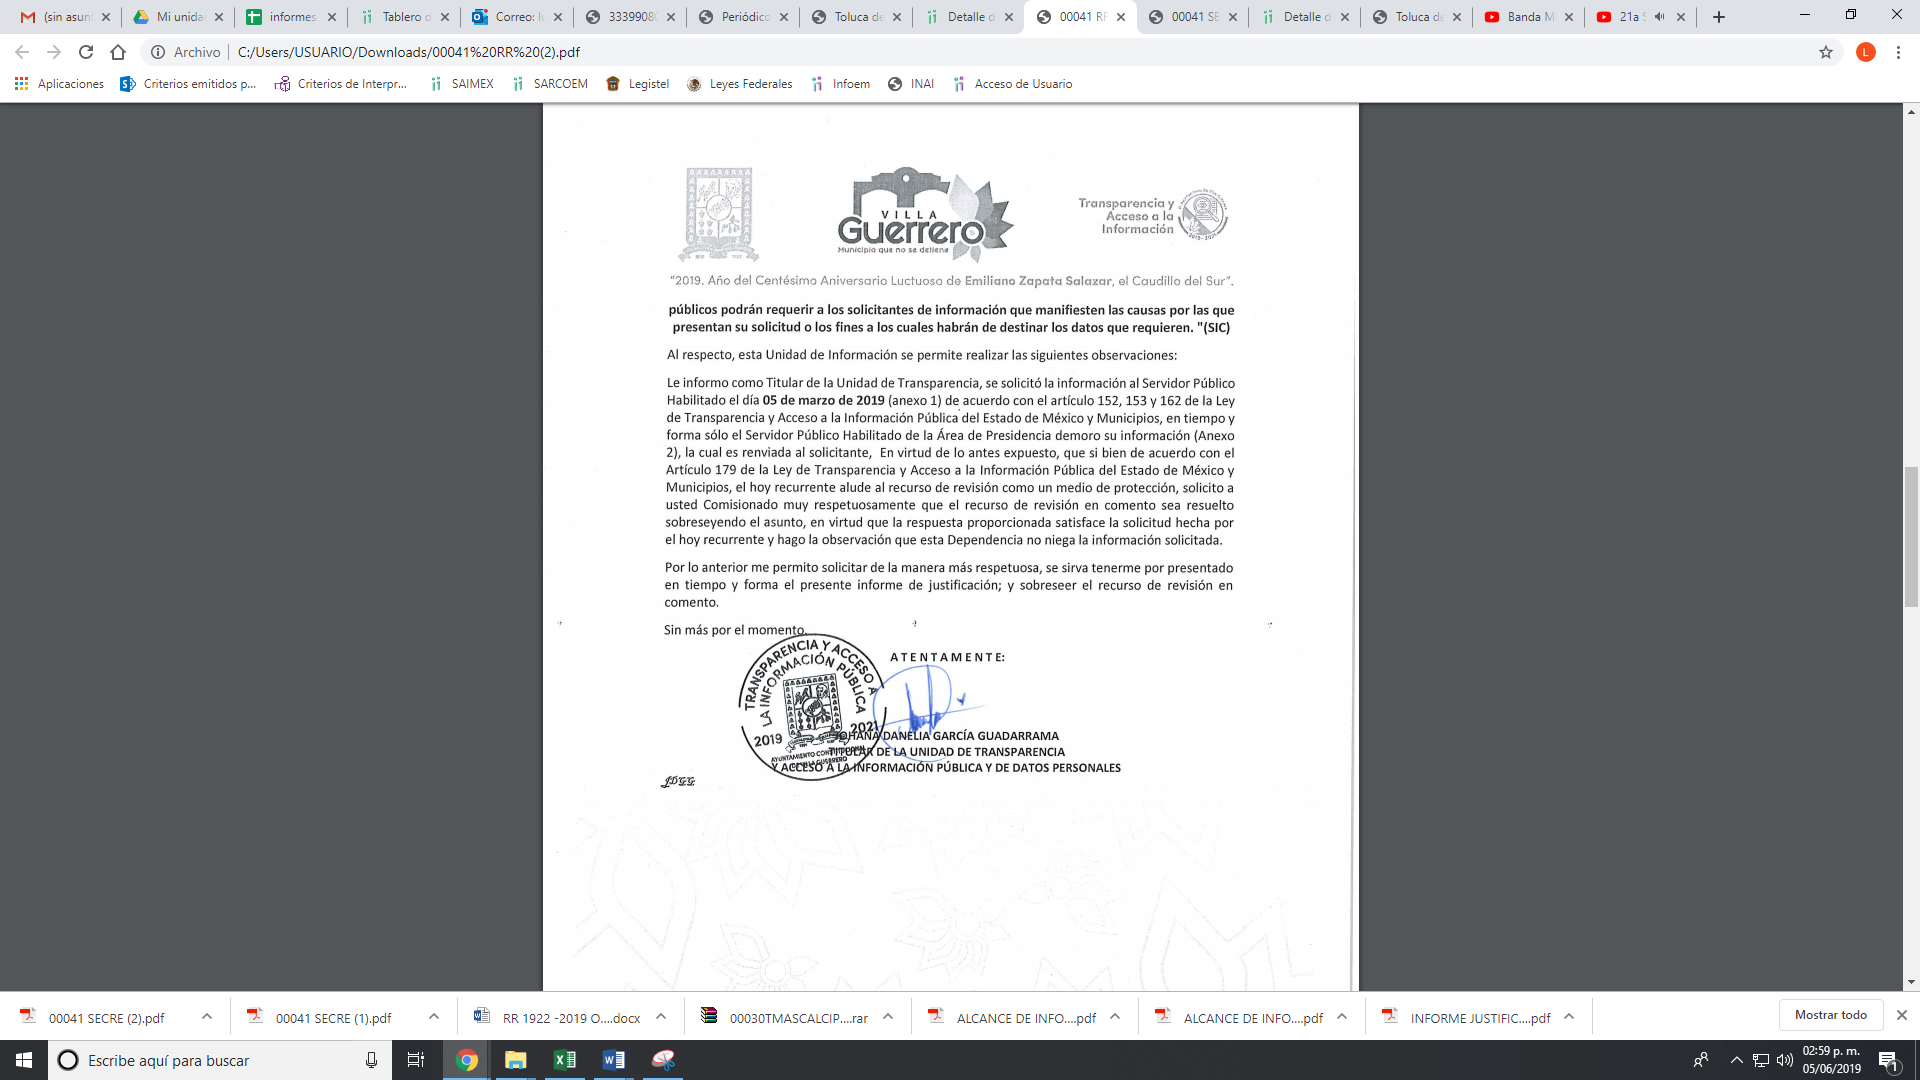 (sin asun
Mi unida
informes
Tablero d
Correo: lu
33399080
Periódico
Toluca de
Detalle d
00041 RR
00041 SE
Detalle d
Toluca de
Banda M
21a S
Archivo
C:/Users/USUARIO/Downloads/00041%20RR%20(2).pdf
L
Aplicaciones
Criterios emitidos p...
Criterios de Interpr...
SAIMEX
SARCOEM
Legistel
Leyes Federales
Infoem
INAI
Acceso de Usuario
VILLA
Guerrero
Municipio que no se detiene
Transparencia y
Acceso a la
Información
"2019. Año del Centésimo Aniversario Luctuoso de Emiliano Zapata Salazar, el Caudillo del Sur".
públicos podrán requerir a los solicitantes de información que manifiesten las causas por las que
presentan su solicitud o los fines a los cuales habrán de destinar los datos que requieren. "(SIC)
Al respecto, esta Unidad de Información se permite realizar las siguientes observaciones:
Le informo como Titular de la Unidad de Transparencia, se solicitó la información al Servidor Público
Habilitado el día 05 de marzo de 2019 (anexo 1) de acuerdo con el artículo 152, 153 y 162 de la Ley
de Transparencia y Acceso a la Información Pública del Estado de México y Municipios, en tiempo y
forma sólo el Servidor Público Habilitado de la Área de Presidencia demoro su información (Anexo
2), la cual es renviada al solicitante, En virtud de lo antes expuesto, que si bien de acuerdo con el
Artículo 179 de la Ley de Transparencia y Acceso a la Información Pública del Estado de México y
Municipios, el hoy recurrente alude al recurso de revisión como un medio de protección, solicito a
usted Comisionado muy respetuosamente que el recurso de revisión en comento sea resuelto
sobreseyendo el asunto, en virtud que la respuesta proporcionada satisface la solicitud hecha por
el hoy recurrente y hago la observación que esta Dependencia no niega la información solicitada.
Por lo anterior me permito solicitar de la manera más respetuosa, se sirva tenerme por presentado
en tiempo y forma el presente informe de justificación; y sobreseer el recurso de revisión en
comento.
Sin más por el momento.
TRANSPARENCIA Y ACCESO A
LA INFORMACIÓN PÚBLICA
2019
2021
AYUNTAMIENTO CONSTITUCIONAL
DE VILLA GUERRERO
A T E N T A M E N T E:
JOHANA DANELIA GARCÍA GUADARRAMA
TITULAR DE LA UNIDAD DE TRANSPARENCIA
Y ACCESO A LA INFORMACIÓN PÚBLICA Y DE DATOS PERSONALES
JDGG
00041 SECRE (2).pdf
00041 SECRE (1).pdf
RR 1922 -2019 O....docx
00030TMASCALCIP....rar
ALCANCE DE INFO....pdf
ALCANCE DE INFO....pdf
INFORME JUSTIFIC....pdf
Mostrar todo
Escribe aquí para buscar
02:59 p. m.
05/06/2019
1